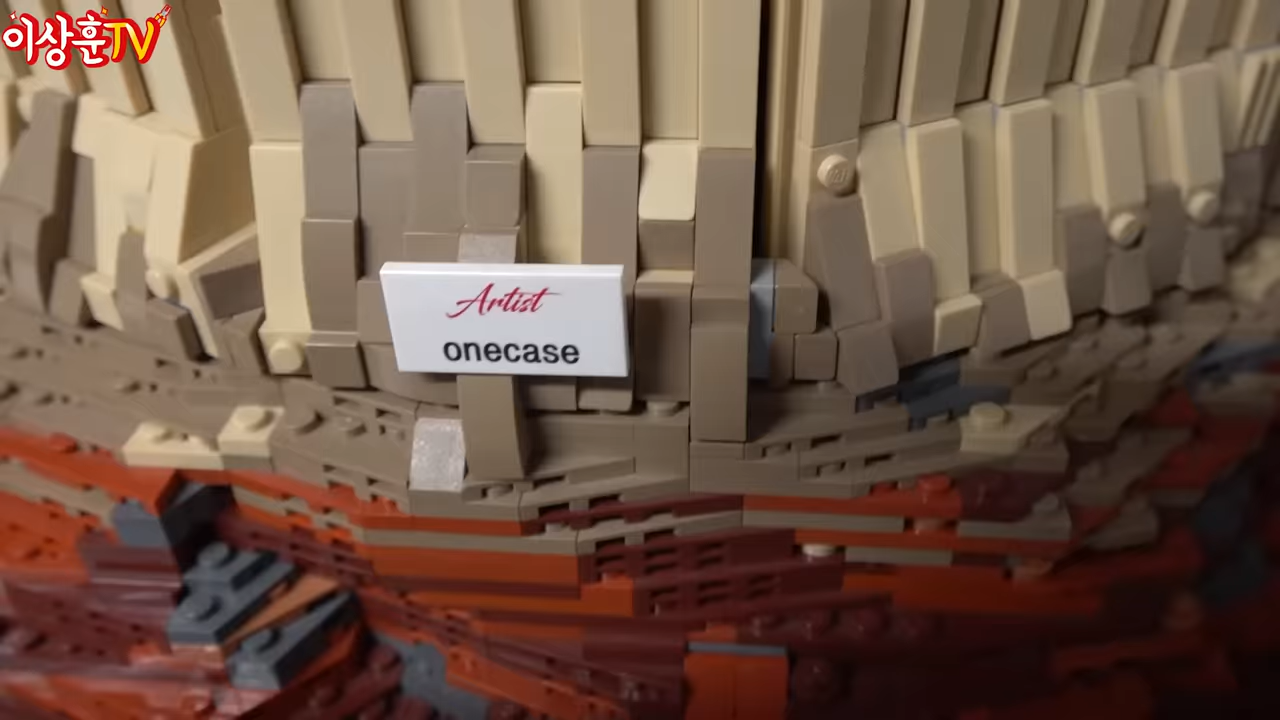 이상훈TV
Artist
onecase